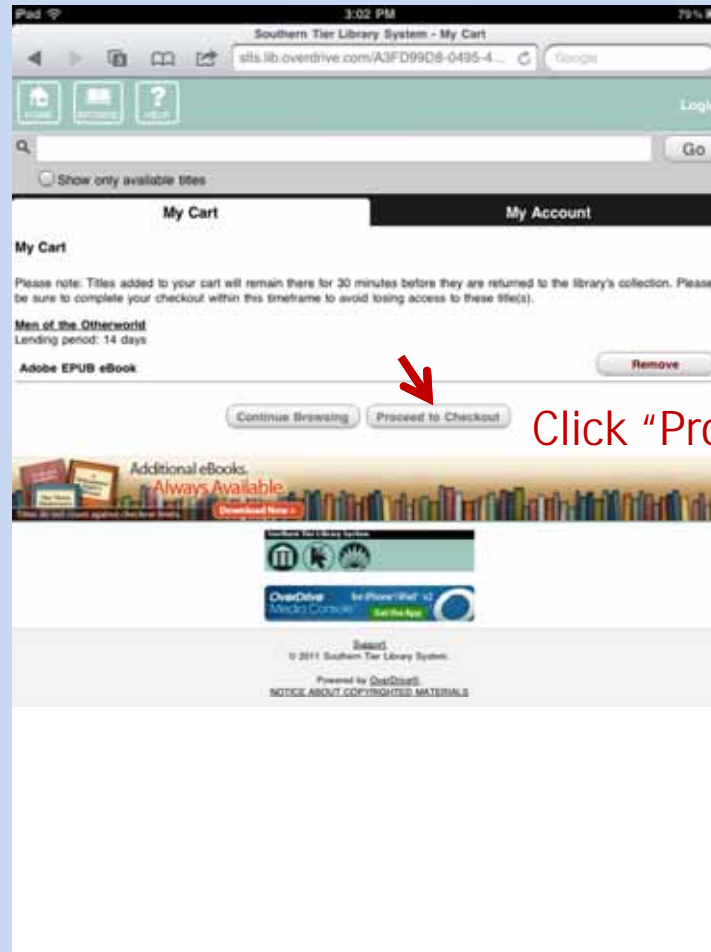 iPad 3:02 PM 79%
Southern Tier Library System - My Cart
stls.lib.overdrive.com/A3FD99D8-0495-4... Google
HOME BROWSE HELP Login
Go
Show only available titles
My Cart My Account
My Cart
Please note: Titles added to your cart will remain there for 30 minutes before they are returned to the library's collection. Please
be sure to complete your checkout within this timeframe to avoid losing access to these title(s).
Men of the Otherworld
Lending period: 14 days
Adobe EPUB eBook Remove
Continue Browsing Proceed to Checkout
Click "Pro
Additional eBooks.
Always Available
Download Now >
Southern Tier Library System
OverDrive for iPhone®/iPad® v2
Media Console Get the App
Support
© 2011 Southern Tier Library System.
Powered by OverDrive®.
NOTICE ABOUT COPYRIGHTED MATERIALS